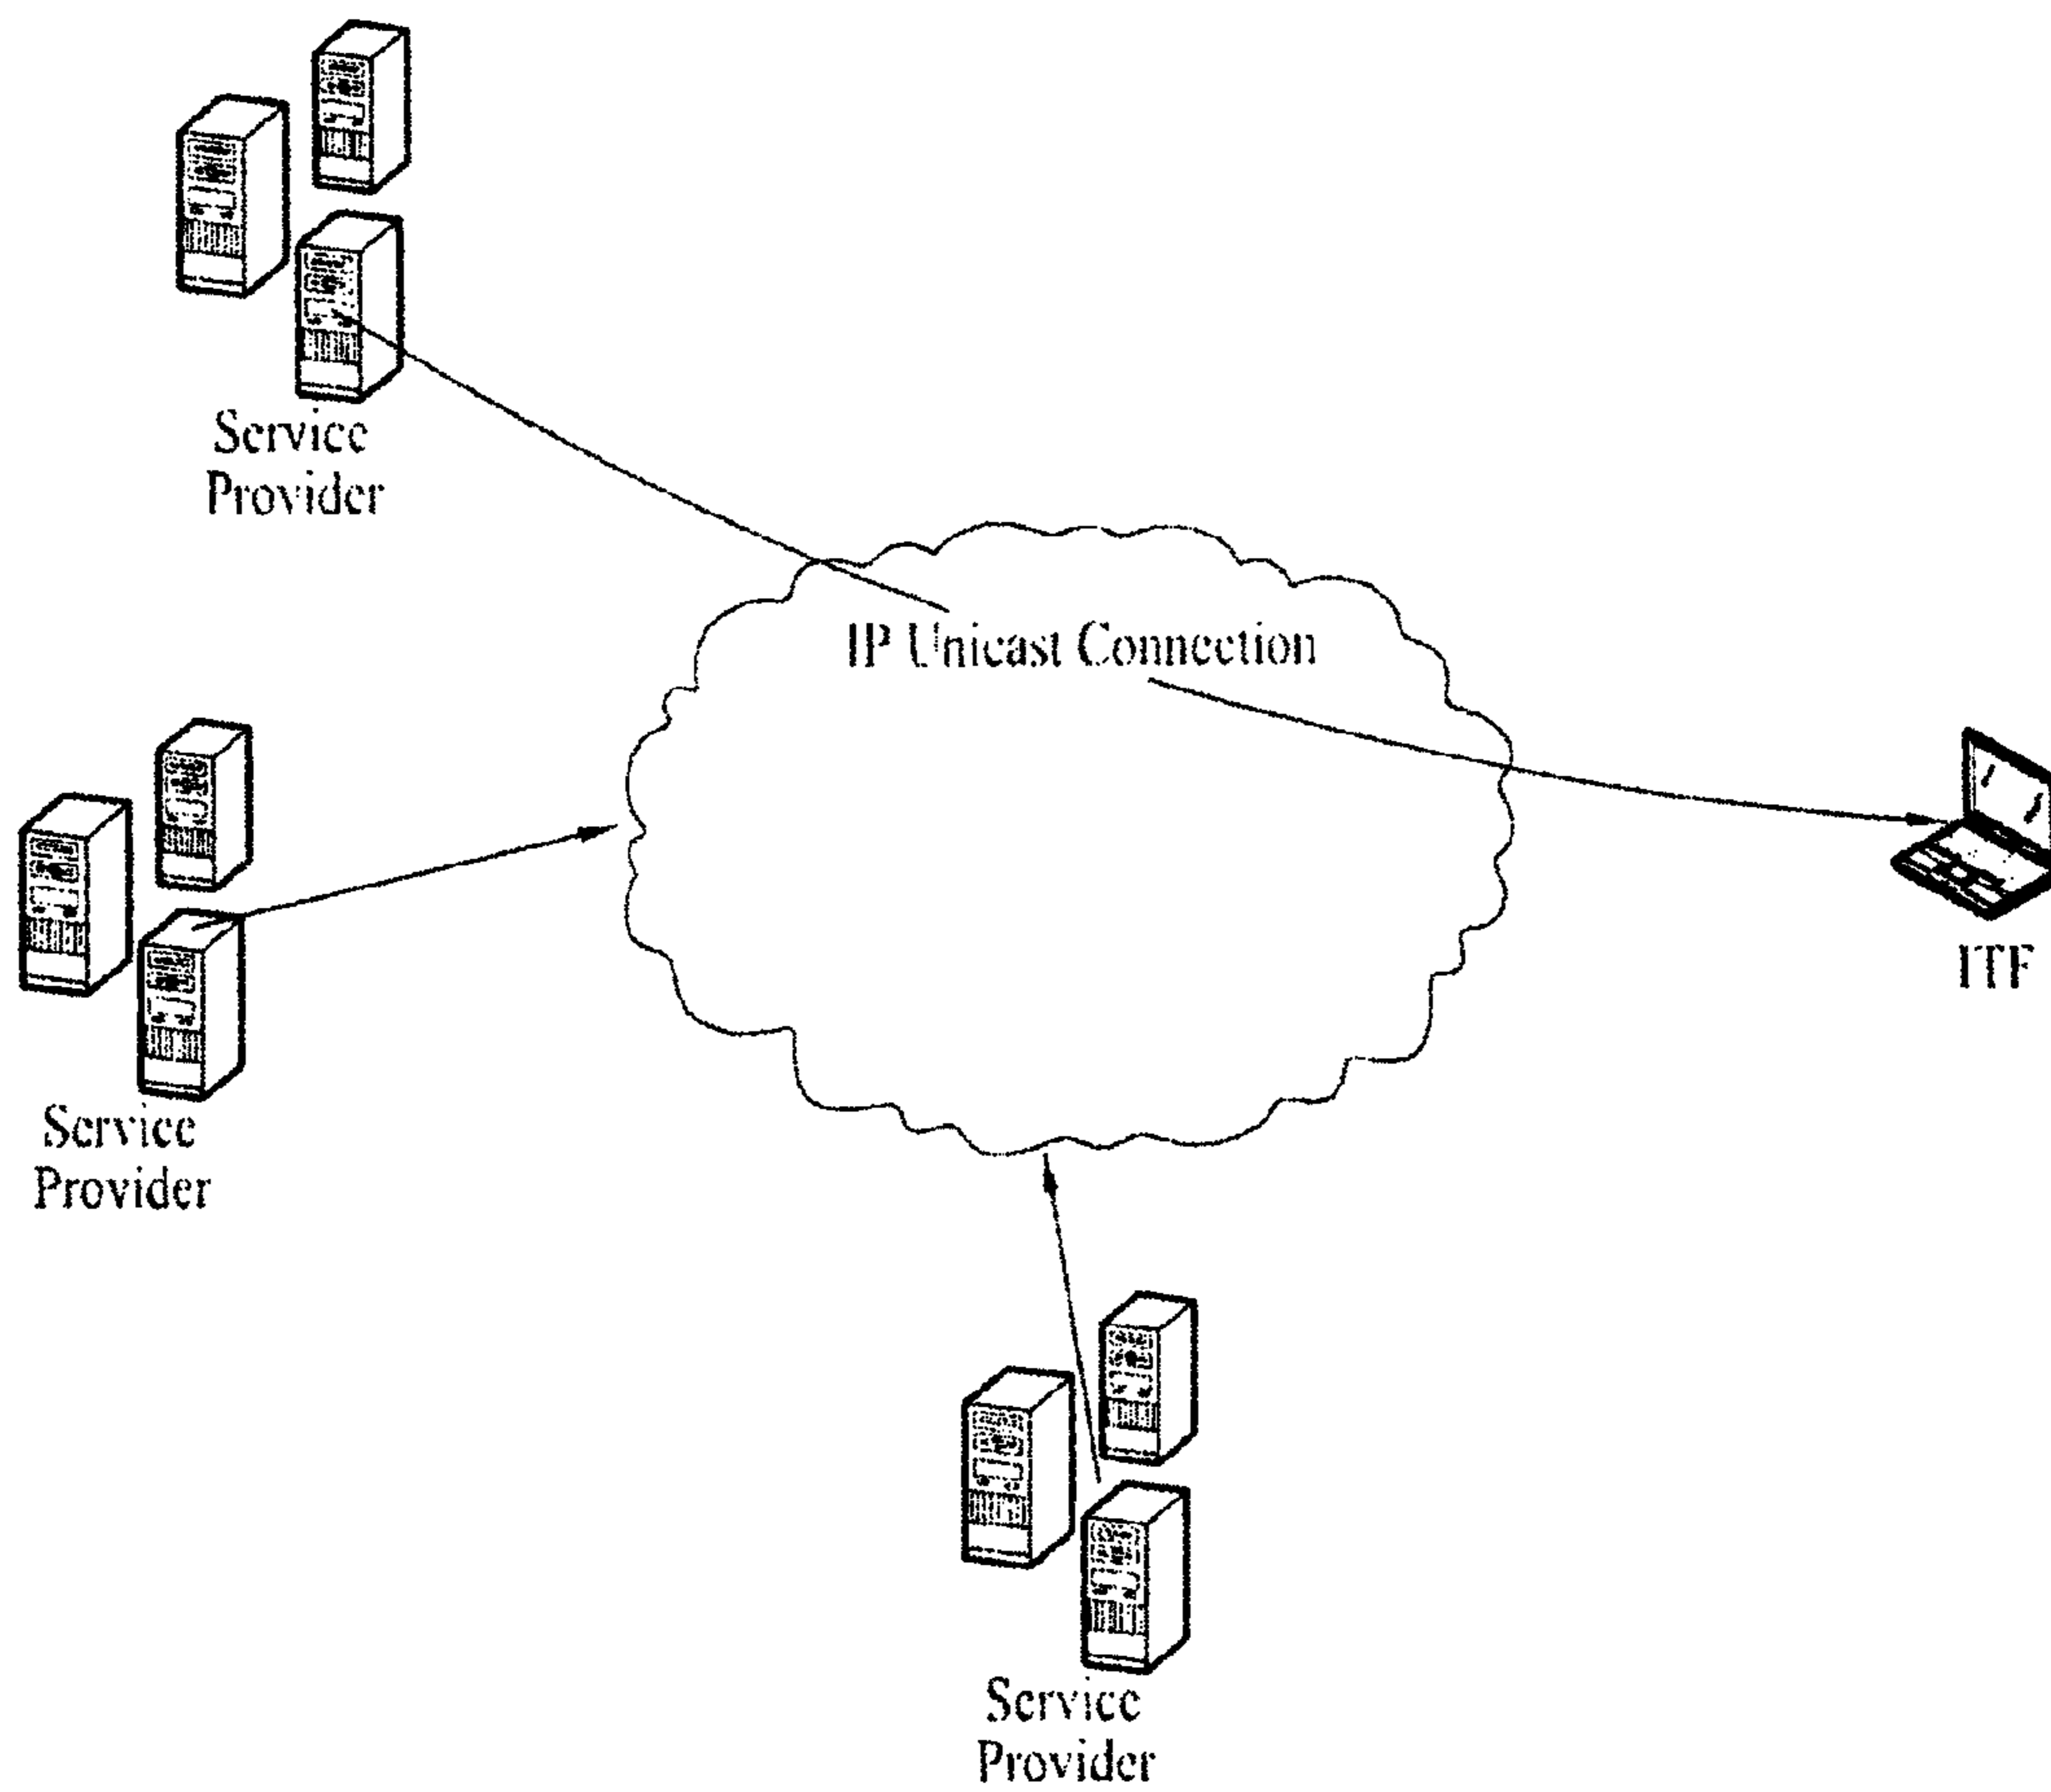 Service
Provider
IP Unicast Connection
ITF
Service
Provider
Service
Provider